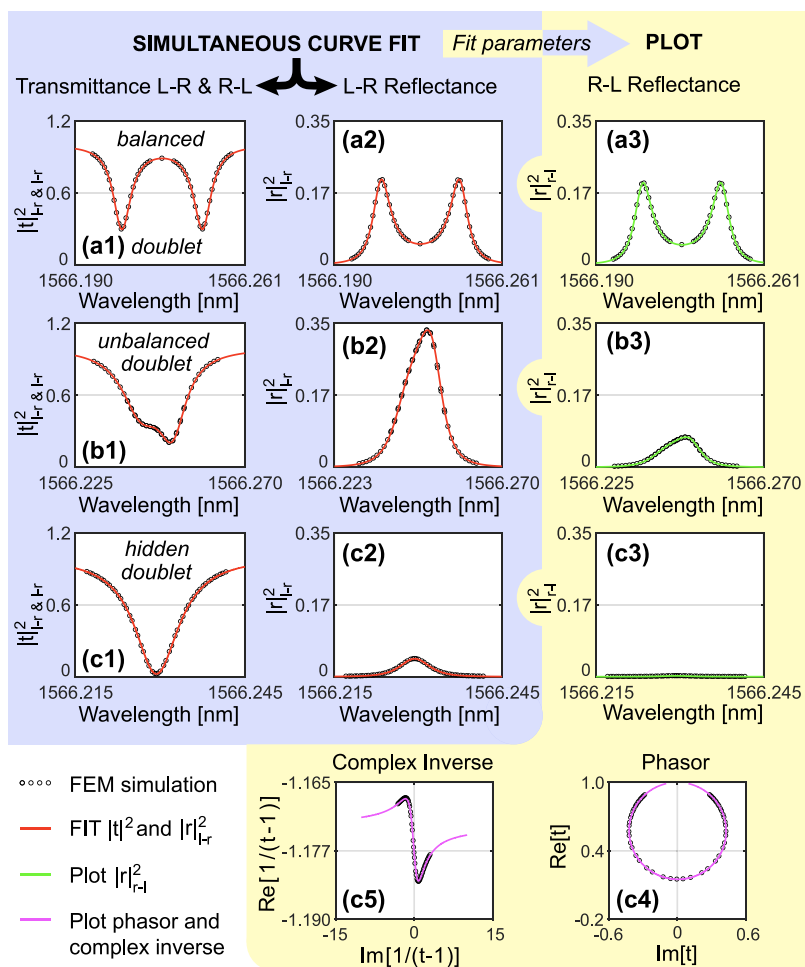 SIMULTANEOUS CURVE FIT
Fit parameters
PLOT
Transmittance L-R & R-L
L-R Reflectance
R-L Reflectance
1.2
0.6
0
|t|²l-r & l-r
balanced
doublet
(a1)
1566.190
1566.261
Wavelength [nm]
0.35
0.17
0
|r|²l-r
(a2)
1566.190
1566.261
Wavelength [nm]
0.35
0.17
0
|r|²r-l
(a3)
1566.190
1566.261
Wavelength [nm]
1.2
0.6
0
|t|²l-r & l-r
unbalanced
doublet
(b1)
1566.225
1566.270
Wavelength [nm]
0.35
0.17
0
|r|²l-r
(b2)
1566.223
1566.270
Wavelength [nm]
0.35
0.17
0
|r|²r-l
(b3)
1566.225
1566.270
Wavelength [nm]
1.2
0.6
0
|t|²l-r & l-r
hidden
doublet
(c1)
1566.215
1566.245
Wavelength [nm]
0.35
0.17
0
|r|²l-r
(c2)
1566.215
1566.245
Wavelength [nm]
0.35
0.17
0
|r|²r-l
(c3)
1566.215
1566.245
Wavelength [nm]
FEM simulation
FIT |t|² and |r|²l-r
Plot |r|²r-l
Plot phasor and
complex inverse
Complex Inverse
-1.165
-1.177
-1.190
Re[1/(t-1)]
(c5)
-15
0
15
Im[1/(t-1)]
Phasor
1.0
0.4
-0.2
Re[t]
(c4)
-0.6
0
0.6
Im[t]